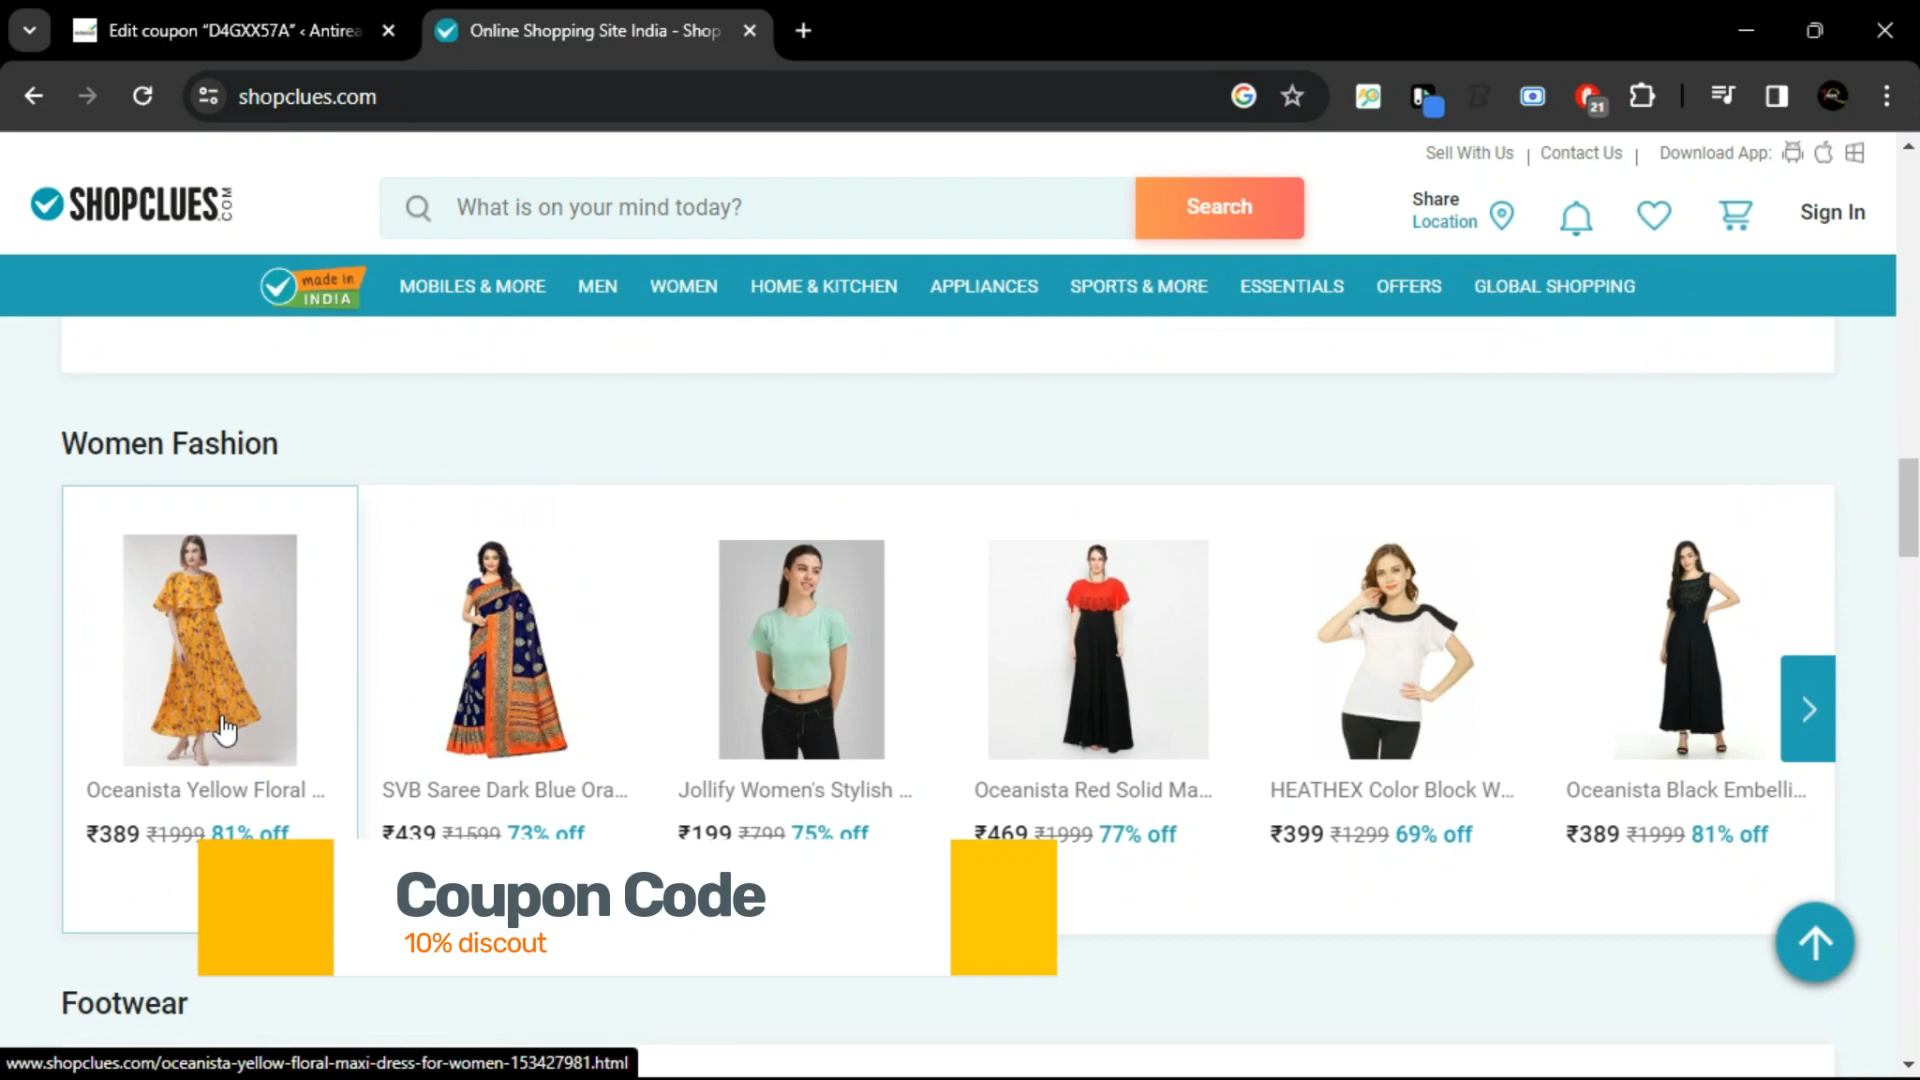 Edit coupon “D4GXX57A” ‹ Antirea
Online Shopping Site India - Shop
shopclues.com
21
Sell With Us | Contact Us | Download App:
SHOPCLUES.COM
What is on your mind today?
Search
Share
Location
Sign In
made in
INDIA
MOBILES & MORE
MEN
WOMEN
HOME & KITCHEN
APPLIANCES
SPORTS & MORE
ESSENTIALS
OFFERS
GLOBAL SHOPPING
Women Fashion
Oceanista Yellow Floral ...
₹389 ₹1999 81% off
SVB Saree Dark Blue Ora...
₹439 ₹1599 73% off
Jollify Women's Stylish ...
₹199 ₹799 75% off
Oceanista Red Solid Ma...
₹469 ₹1999 77% off
HEATHEX Color Block W...
₹399 ₹1299 69% off
Oceanista Black Embelli...
₹389 ₹1999 81% off
Coupon Code
10% discout
Footwear
www.shopclues.com/oceanista-yellow-floral-maxi-dress-for-women-153427981.html